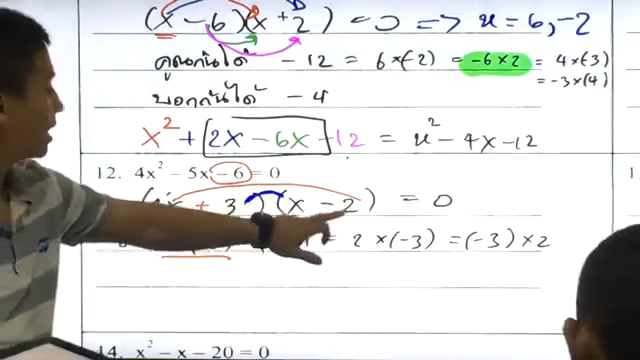 (x - 6)(x + 2) = 0 => x = 6, -2
คูณกันได้ -12 = 6×(-2) = -6×2 = 4×(-3)
= -3×(4)
บวกกันได้ -4
x² + 2x - 6x - 12 = x² - 4x - 12
12. 4x² - 5x - 6 = 0
+ 3)(x - 2) = 0
= 2×(-3) = (-3)×2
14. x² - x - 20 = 0